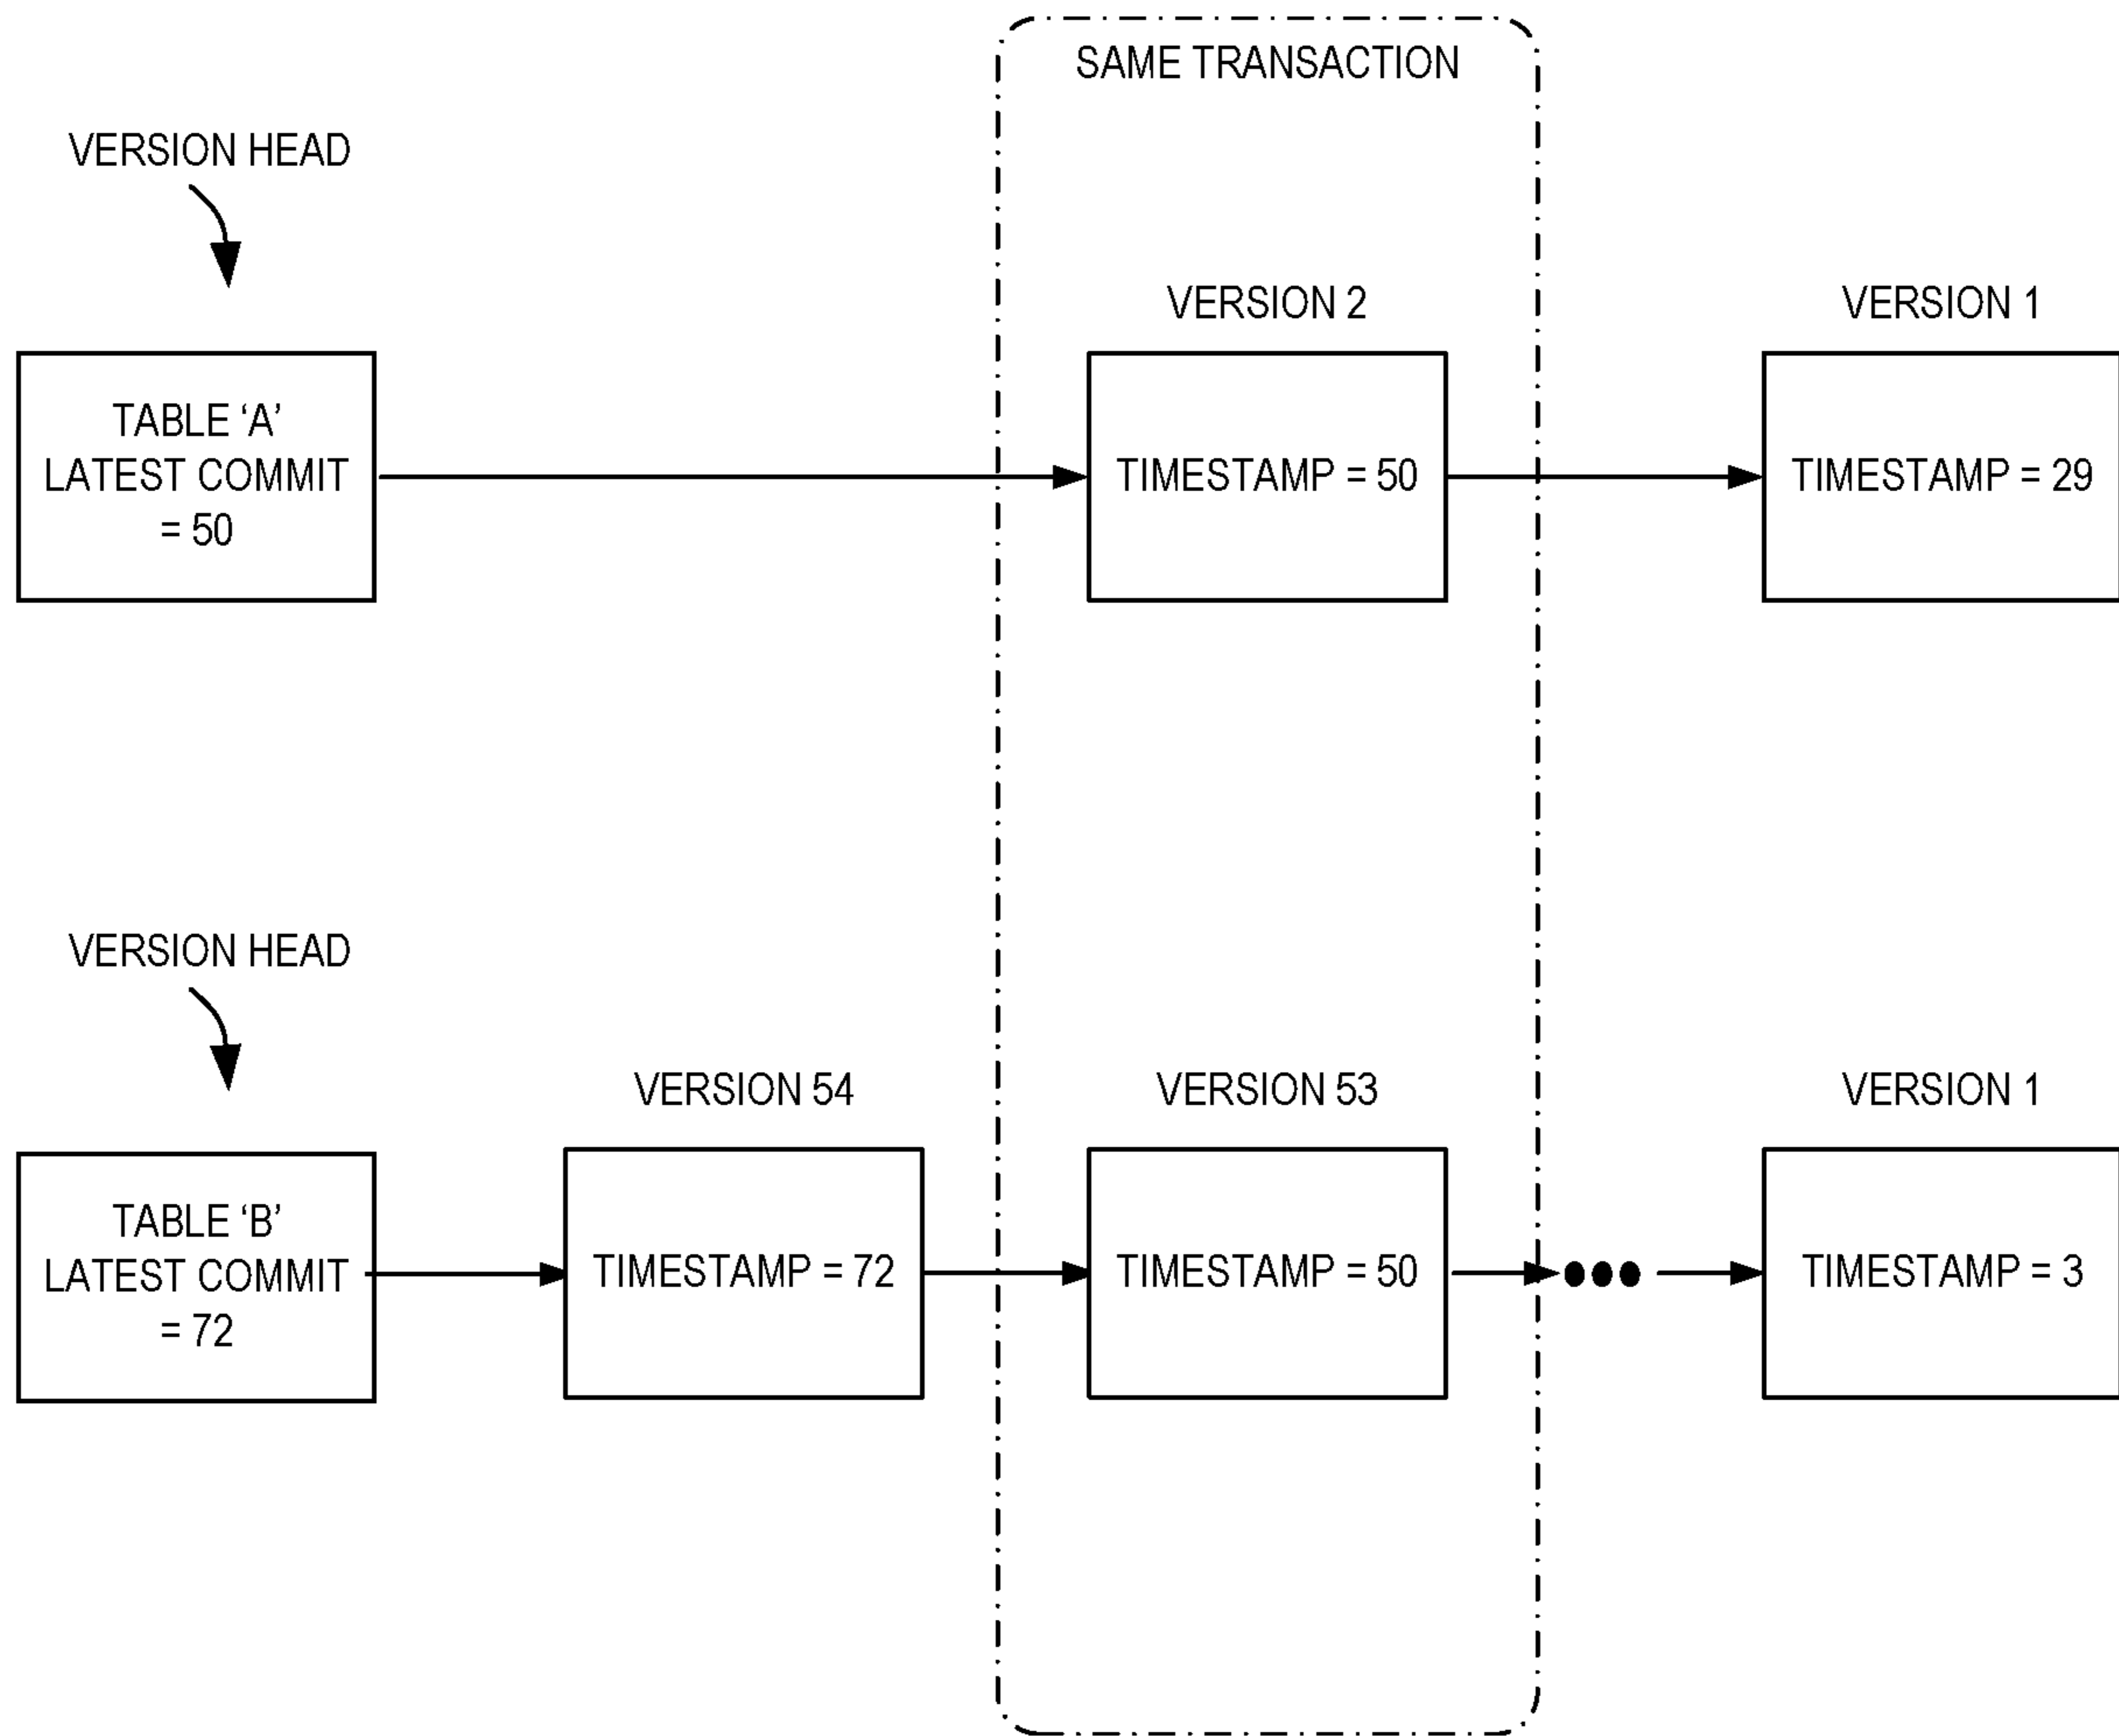 SAME TRANSACTION
VERSION HEAD
VERSION 2
VERSION 1
TABLE ‘A’
LATEST COMMIT
= 50
TIMESTAMP = 50
TIMESTAMP = 29
VERSION HEAD
VERSION 54
VERSION 53
VERSION 1
TABLE ‘B’
LATEST COMMIT
= 72
TIMESTAMP = 72
TIMESTAMP = 50
TIMESTAMP = 3